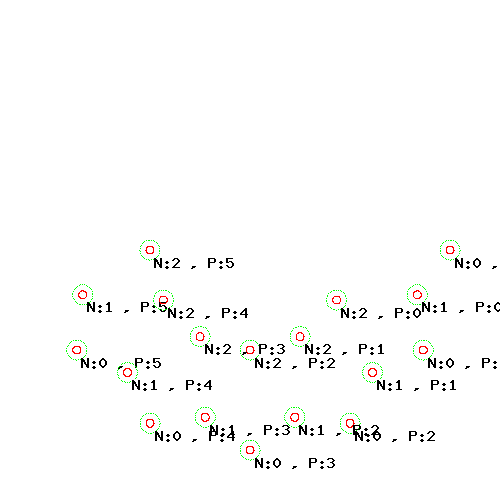 N:2 , P:5
N:0 ,
N:1 , P:5
N:2 , P:4
N:2 , P:0
N:1 , P:0
N:2 , P:3
N:2 , P:2
N:2 , P:1
N:0 , P:5
N:0 , P:
N:1 , P:4
N:1 , P:1
N:1 , P:3
N:1 , P:2
N:0 , P:4
N:0 , P:2
N:0 , P:3